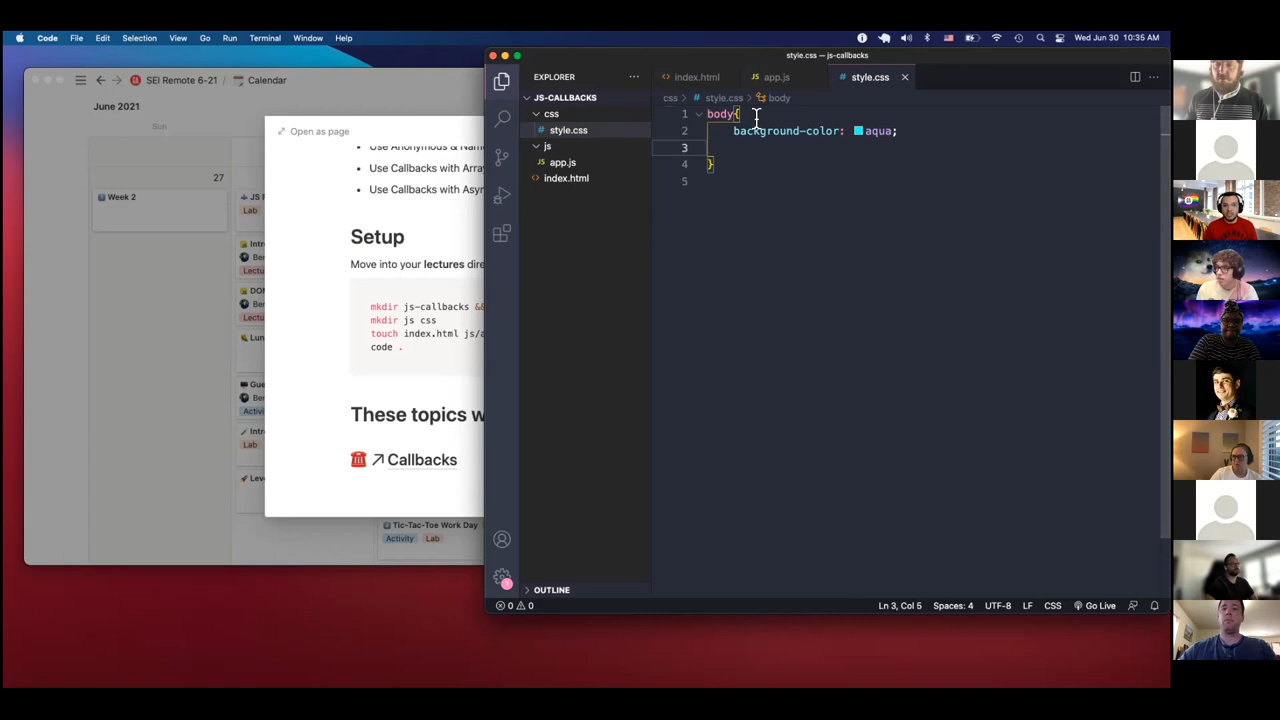 Code File Edit Selection View Go Run Terminal Window Help
Wed Jun 30 10:35 AM
SEI Remote 6-21 / Calendar
June 2021
Sun
27
Week 2
Lab
Ber
Lab
Activity Lab
Tic-Tac-Toe Work Day
Open as page
Use Callbacks with Array
Use Callbacks with Asyn
Setup
Move into your lectures dire
mkdir js-callbacks &&
mkdir js css
touch index.html js/a
code .
These topics w
Callbacks
style.css — js-callbacks
EXPLORER
JS-CALLBACKS
css
style.css
js
app.js
index.html
OUTLINE
index.html
app.js
style.css
css > # style.css > body
1 body{
2 background-color: aqua;
3
4 }
5
0 0
Ln 3, Col 5 Spaces: 4 UTF-8 LF CSS Go Live
1